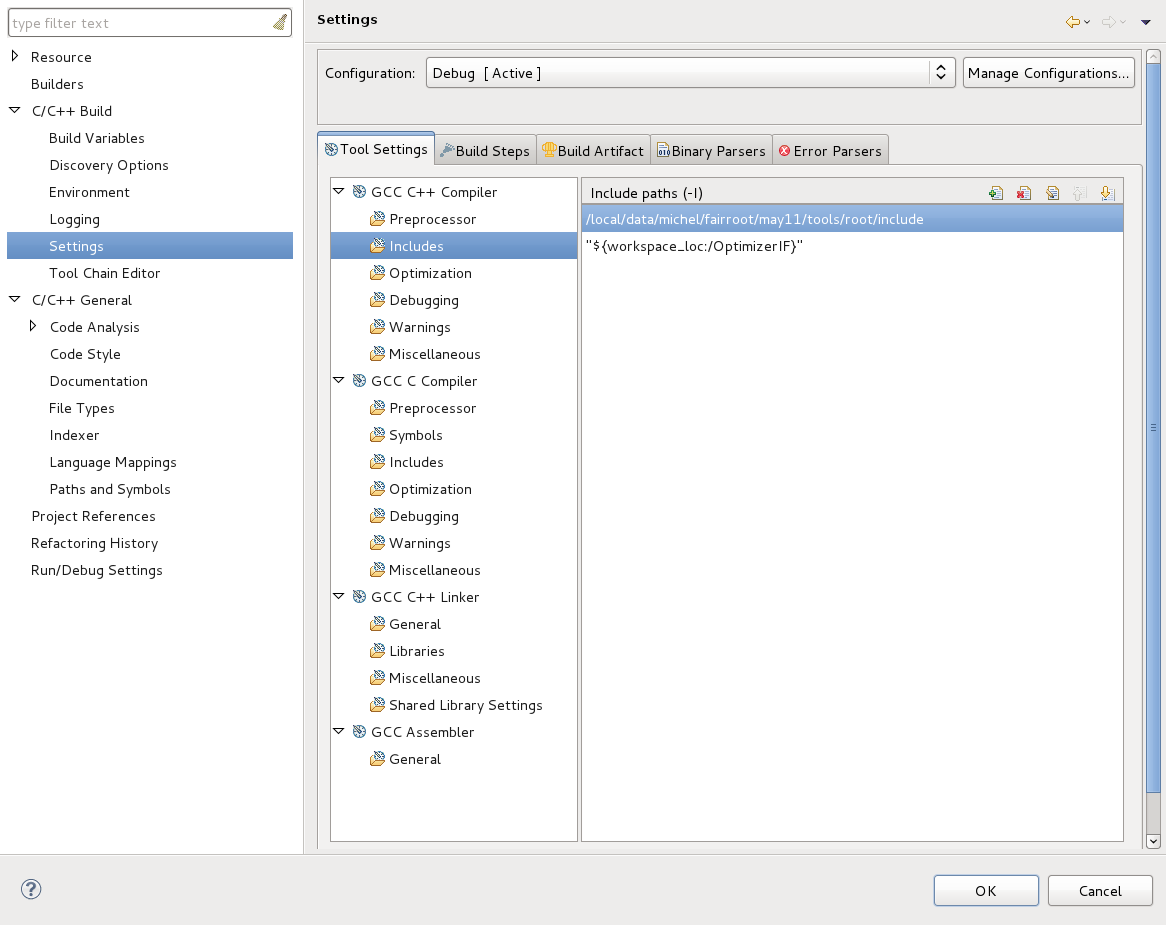 type filter text
Resource
Builders
C/C++ Build
Build Variables
Discovery Options
Environment
Logging
Settings
Tool Chain Editor
C/C++ General
Code Analysis
Code Style
Documentation
File Types
Indexer
Language Mappings
Paths and Symbols
Project References
Refactoring History
Run/Debug Settings
Settings
Configuration: Debug [ Active ] Manage Configurations...
Tool Settings Build Steps Build Artifact Binary Parsers Error Parsers
GCC C++ Compiler
Preprocessor
Includes
Optimization
Debugging
Warnings
Miscellaneous
GCC C Compiler
Preprocessor
Symbols
Includes
Optimization
Debugging
Warnings
Miscellaneous
GCC C++ Linker
General
Libraries
Miscellaneous
Shared Library Settings
GCC Assembler
General
Include paths (-I)
/local/data/michel/fairroot/may11/tools/root/include
"${workspace_loc:/OptimizerIF}"
OK Cancel